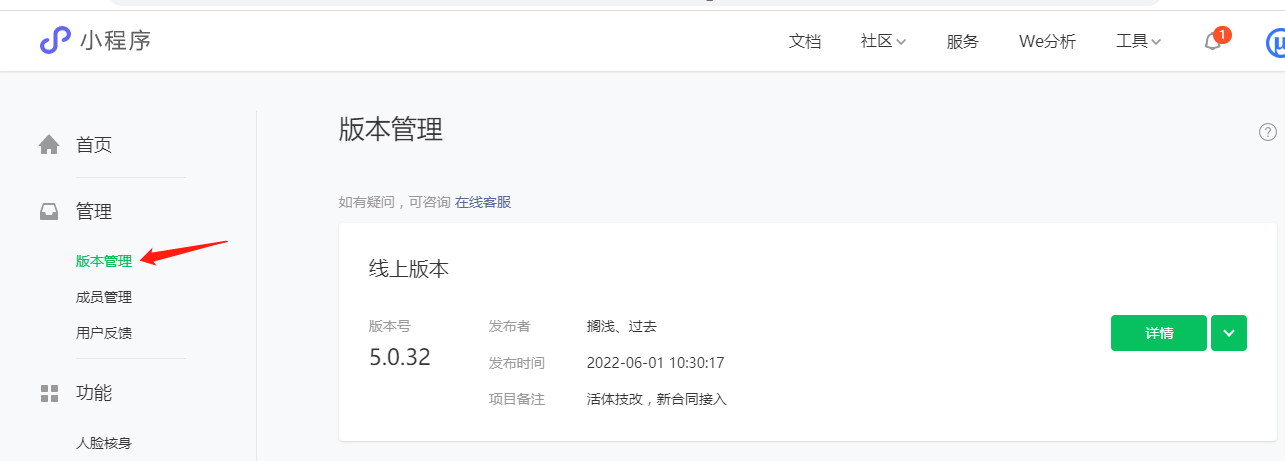 小程序
文档 社区 服务 We分析 工具 1
首页
管理
版本管理
成员管理
用户反馈
功能
人脸核身
版本管理
?
如有疑问，可咨询 在线客服
线上版本
版本号
5.0.32
发布者 搁浅、过去
发布时间 2022-06-01 10:30:17
项目备注 活体技改，新合同接入
详情